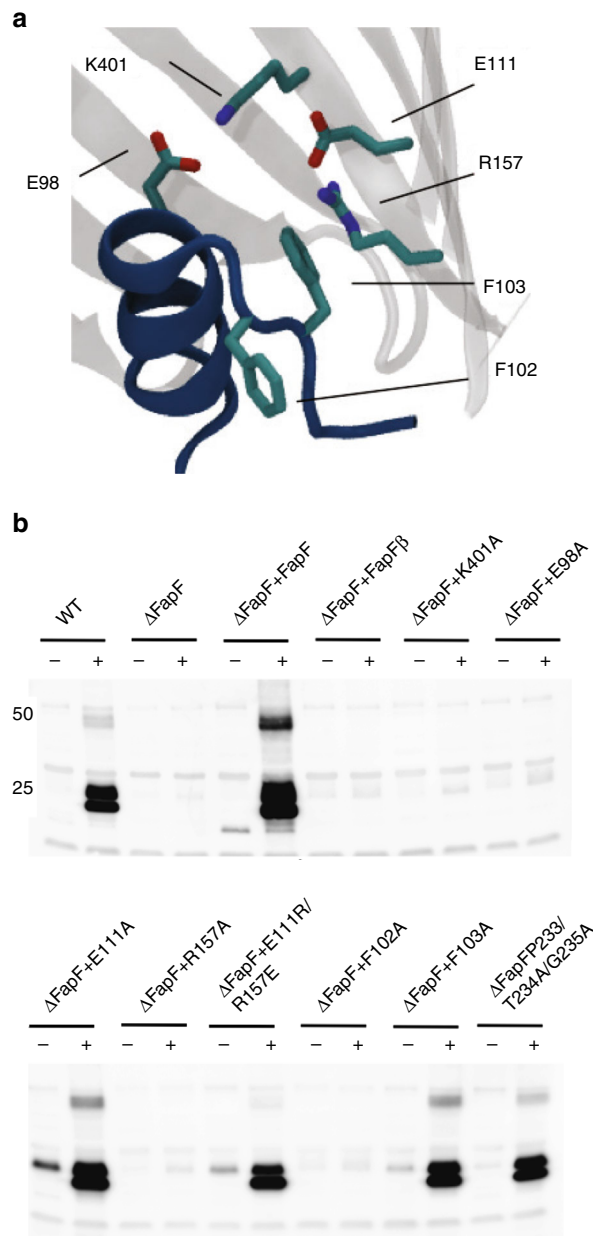 a
K401
E111
E98
R157
F103
F102
b
WT
ΔFapF
ΔFapF+FapF
ΔFapF+FapFβ
ΔFapF+K401A
ΔFapF+E98A
– + – + – + – + – + – +
50
25
ΔFapF+E111A
ΔFapF+R157A
ΔFapF+E111R/
R157E
ΔFapF+F102A
ΔFapF+F103A
ΔFapFP233/
T234A/G235A
– + – + – + – + – + – +